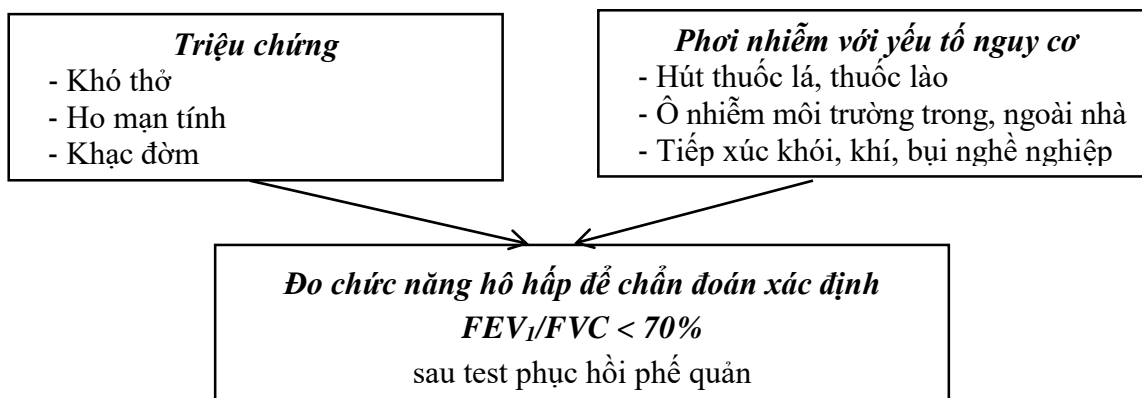 Triệu chứng
- Khó thở
- Ho mạn tính
- Khạc đờm
Phơi nhiễm với yếu tố nguy cơ
- Hút thuốc lá, thuốc lào
- Ô nhiễm môi trường trong, ngoài nhà
- Tiếp xúc khói, khí, bụi nghề nghiệp
Đo chức năng hô hấp để chẩn đoán xác định
FEV₁/FVC < 70%
sau test phục hồi phế quản